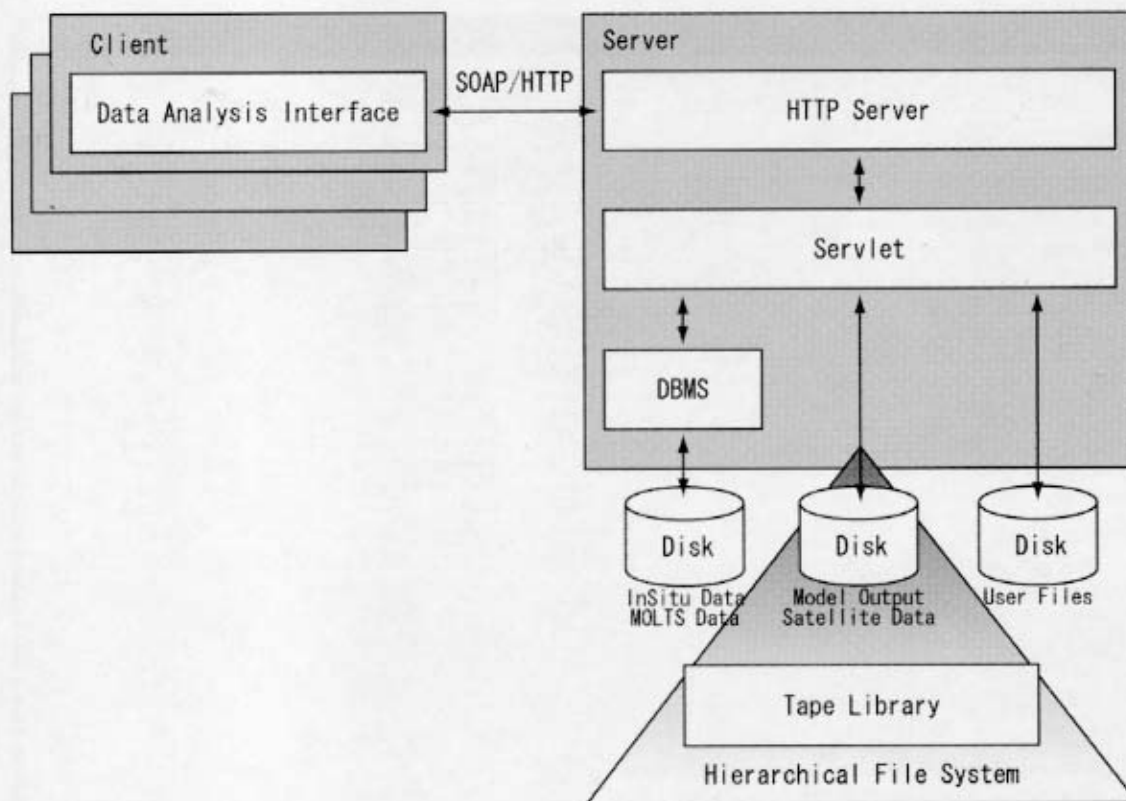 Client
Data Analysis Interface
SOAP/HTTP
Server
HTTP Server
Servlet
DBMS
Disk
InSitu Data
MOLTS Data
Disk
Model Output
Satellite Data
Disk
User Files
Tape Library
Hierarchical File System